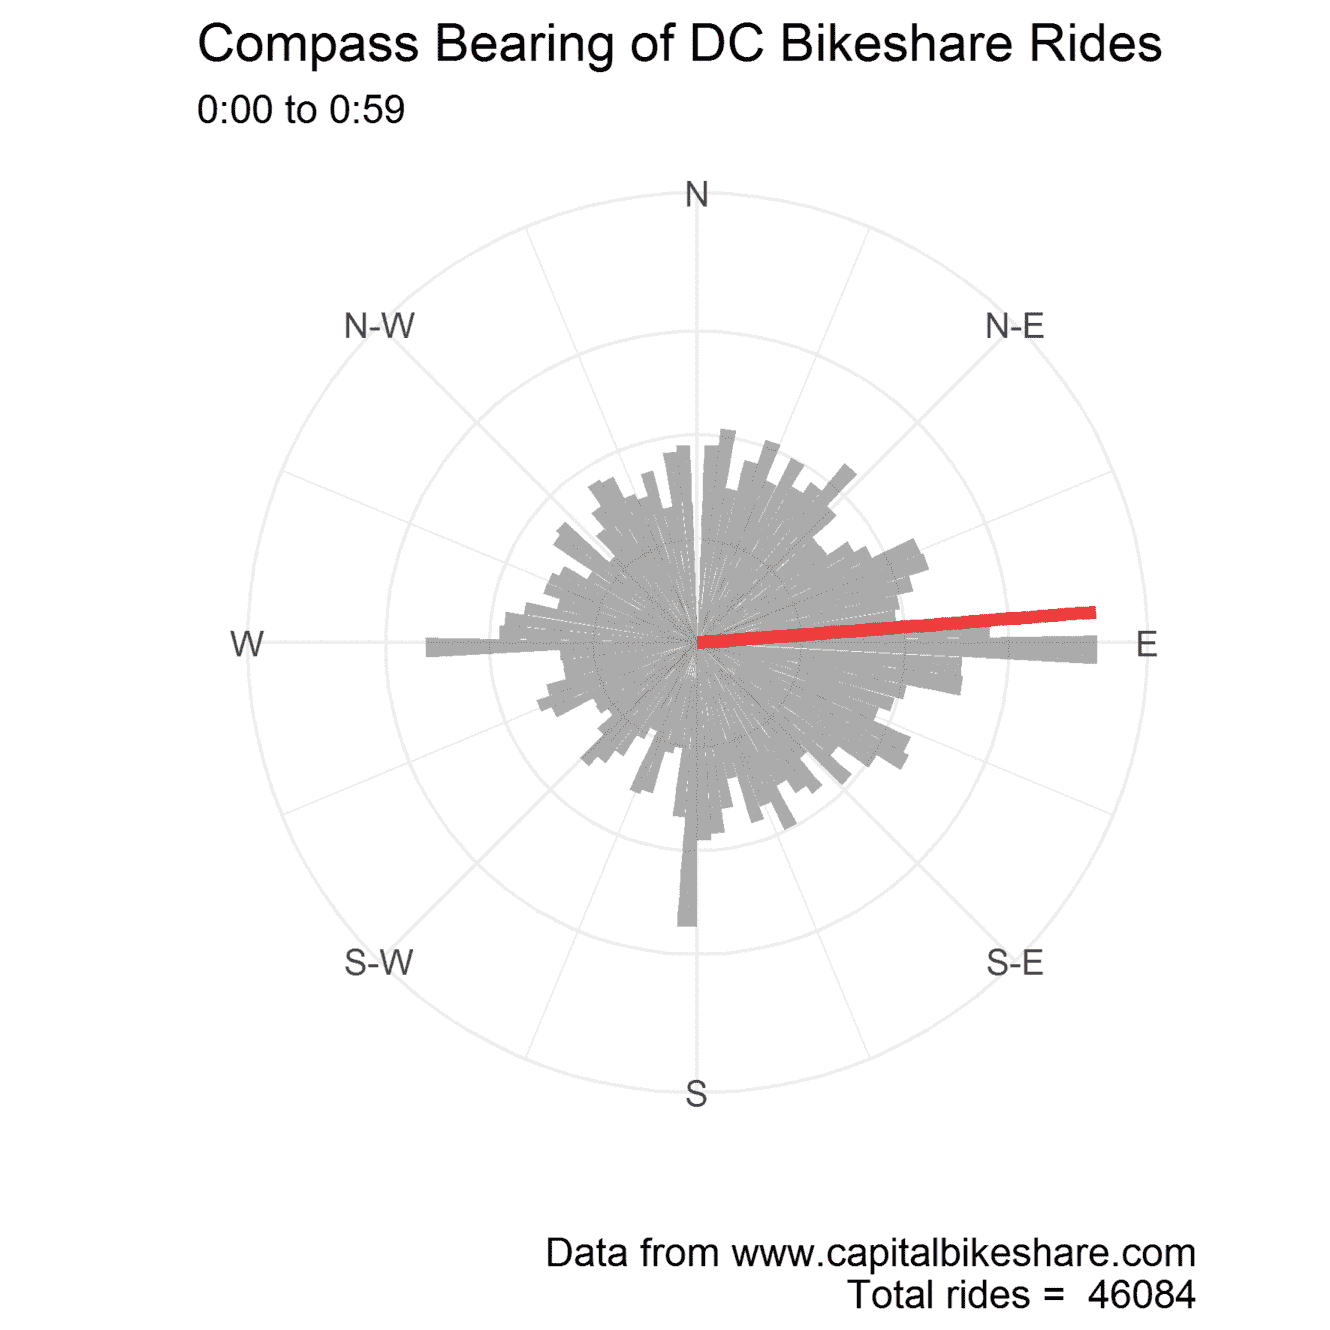 Compass Bearing of DC Bikeshare Rides
0:00 to 0:59
N
N-W
N-E
W
E
S-W
S-E
S
Data from www.capitalbikeshare.com
Total rides =  46084